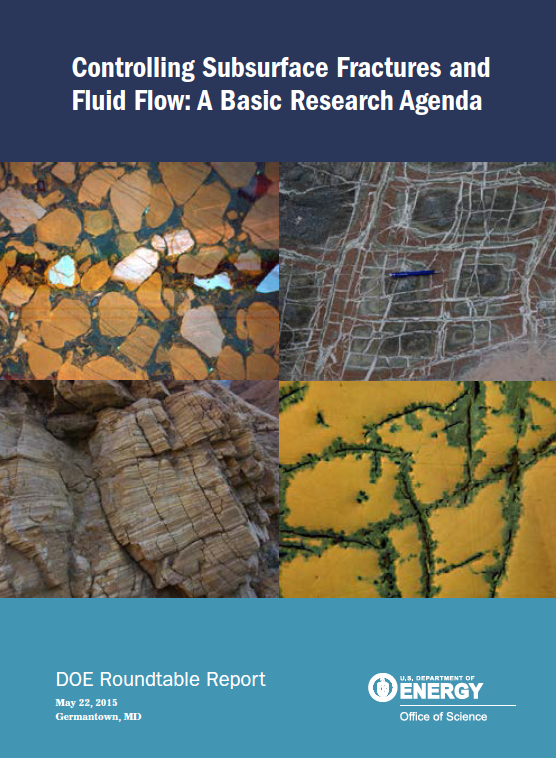 Controlling Subsurface Fractures and
Fluid Flow: A Basic Research Agenda
DOE Roundtable Report
May 22, 2015
Germantown, MD
U.S. DEPARTMENT OF
ENERGY
Office of Science